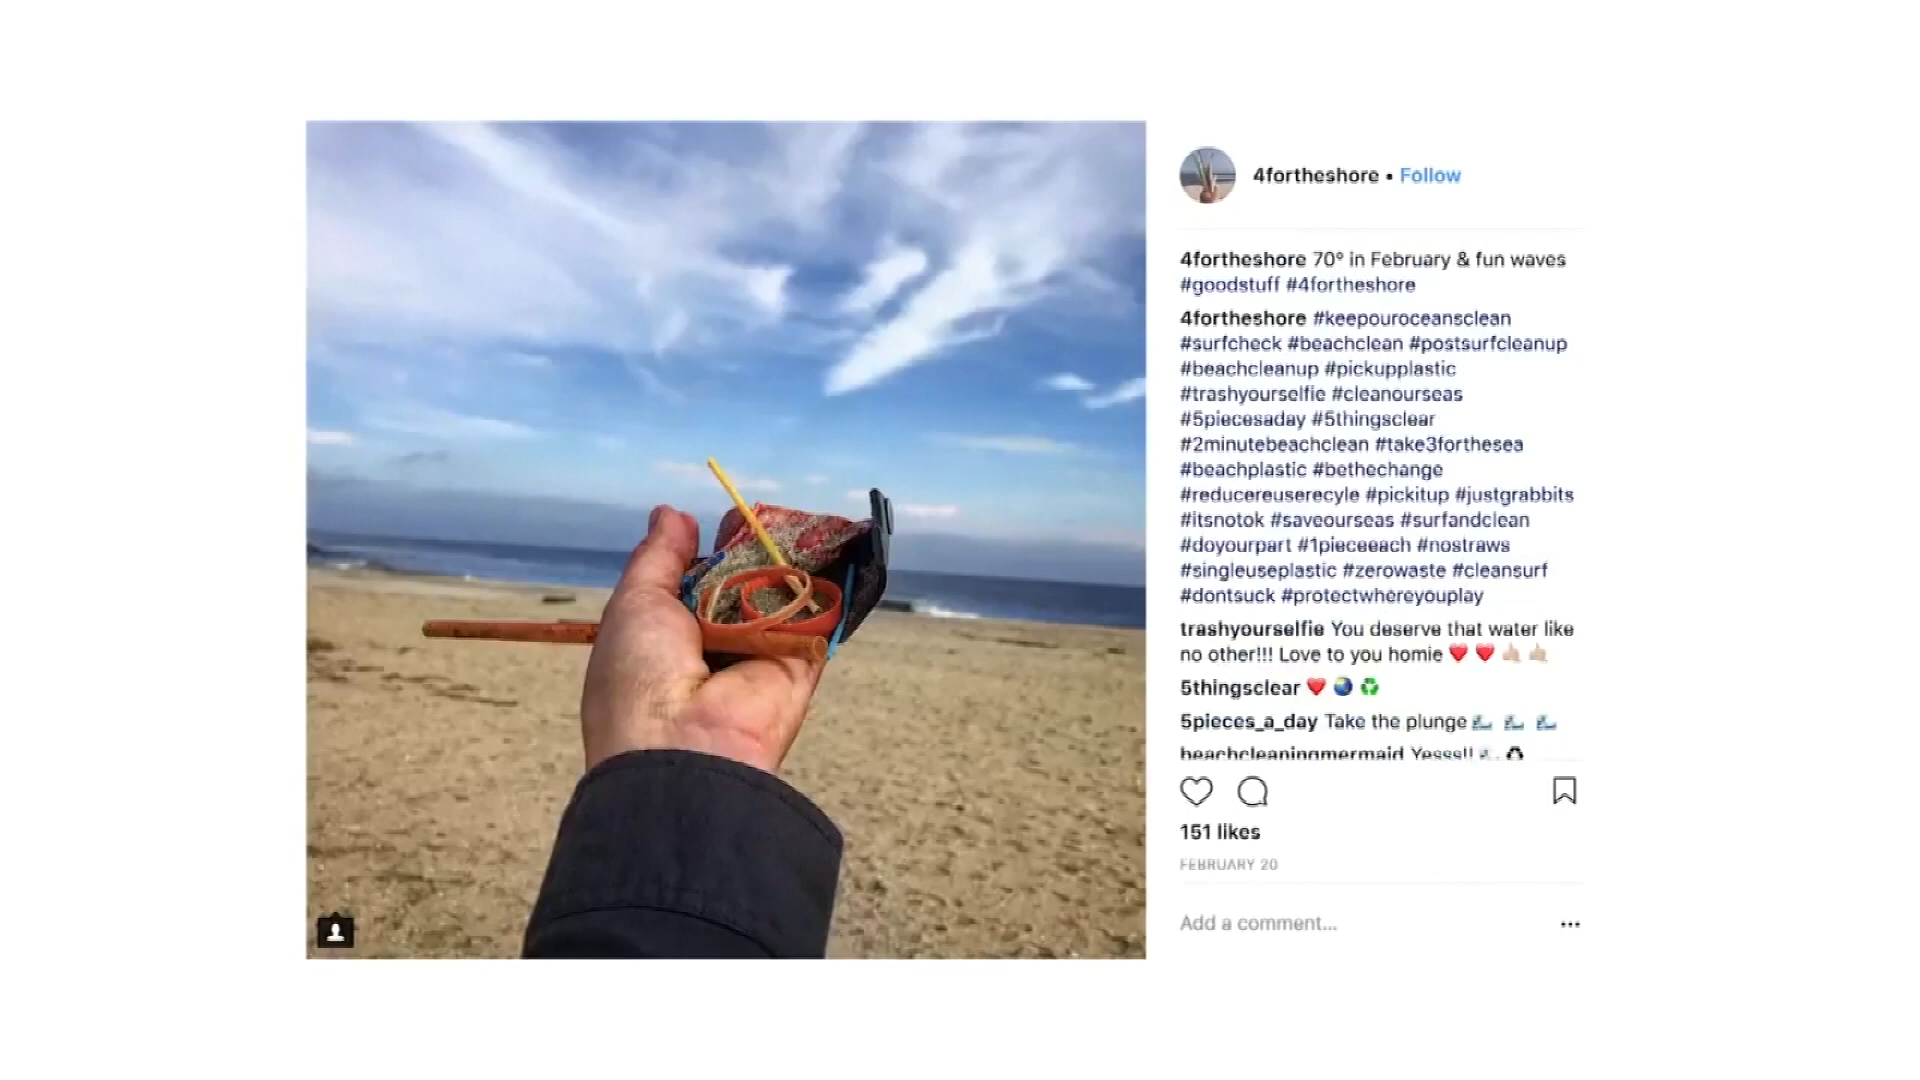 4fortheshore • Follow
4fortheshore 70° in February & fun waves
#goodstuff #4fortheshore
4fortheshore #keepouroceansclean
#surfcheck #beachclean #postsurfcleanup
#beachcleanup #pickupplastic
#trashyourselfie #cleanourseas
#5piecesaday #5thingsclear
#2minutebeachclean #take3forthesea
#beachplastic #bethechange
#reducereuserecyle #pickitup #justgrabbits
#itsnotok #saveourseas #surfandclean
#doyourpart #1pieceeach #nostraws
#singleuseplastic #zerowaste #cleansurf
#dontsuck #protectwhereyouplay
trashyourselfie You deserve that water like
no other!!! Love to you homie ❤️ ❤️ 🤙🏻 🤙🏻
5thingsclear ❤️ 🌏 ♻️
5pieces_a_day Take the plunge 🌊 🌊 🌊
beachcleaningmermaid Yesss!! 🌊 ♻
151 likes
FEBRUARY 20
Add a comment...